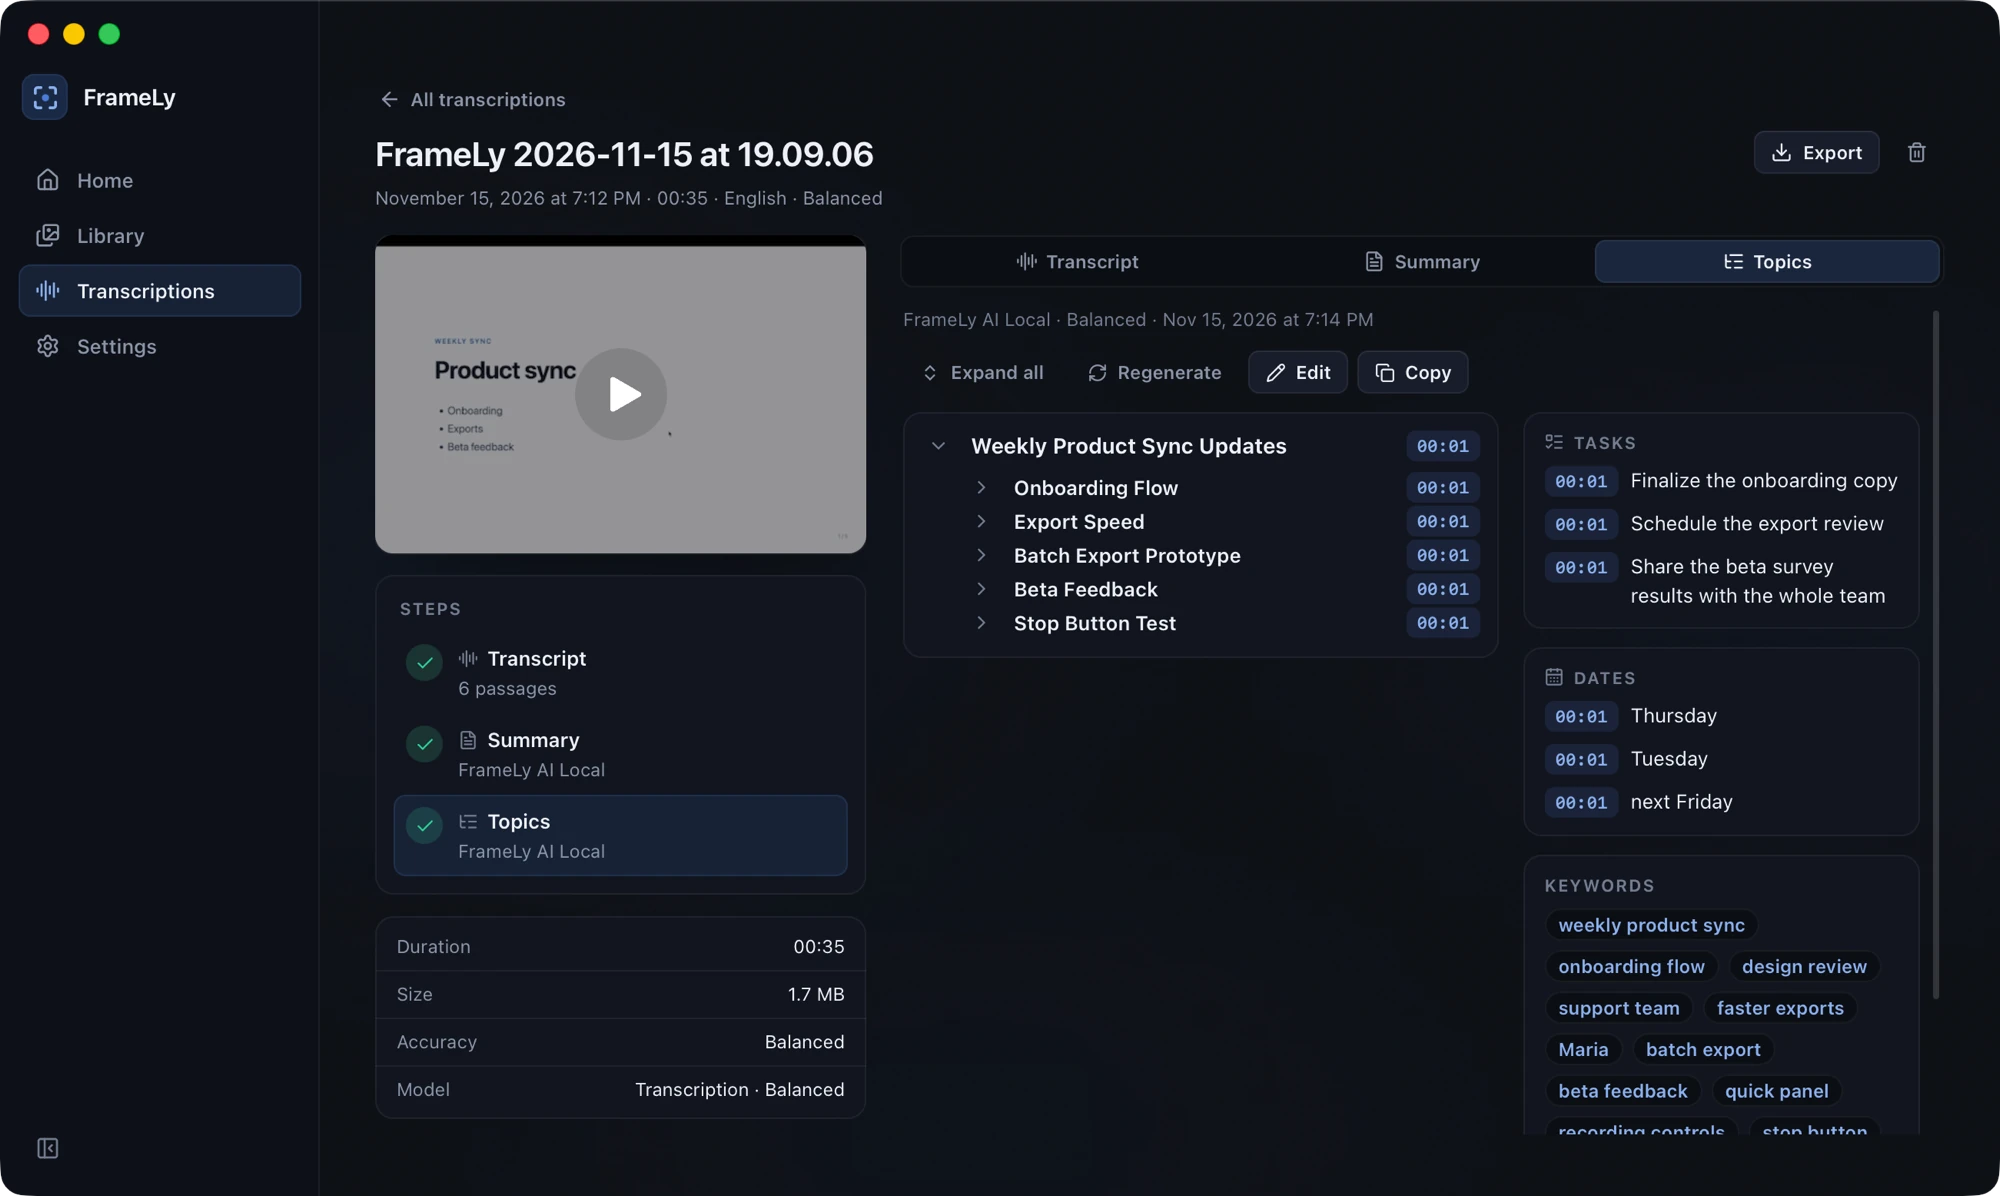 FrameLy
Home
Library
Transcriptions
Settings
All transcriptions
FrameLy 2026-11-15 at 19.09.06
November 15, 2026 at 7:12 PM · 00:35 · English · Balanced
Export
WEEKLY SYNC
Product sync
• Onboarding
• Exports
• Beta feedback
STEPS
Transcript
6 passages
Summary
FrameLy AI Local
Topics
FrameLy AI Local
Duration 00:35
Size 1.7 MB
Accuracy Balanced
Model Transcription · Balanced
Transcript Summary Topics
FrameLy AI Local · Balanced · Nov 15, 2026 at 7:14 PM
Expand all Regenerate Edit Copy
Weekly Product Sync Updates 00:01
Onboarding Flow 00:01
Export Speed 00:01
Batch Export Prototype 00:01
Beta Feedback 00:01
Stop Button Test 00:01
TASKS
00:01 Finalize the onboarding copy
00:01 Schedule the export review
00:01 Share the beta survey
results with the whole team
DATES
00:01 Thursday
00:01 Tuesday
00:01 next Friday
KEYWORDS
weekly product sync
onboarding flow design review
support team faster exports
Maria batch export
beta feedback quick panel
recording controls stop button